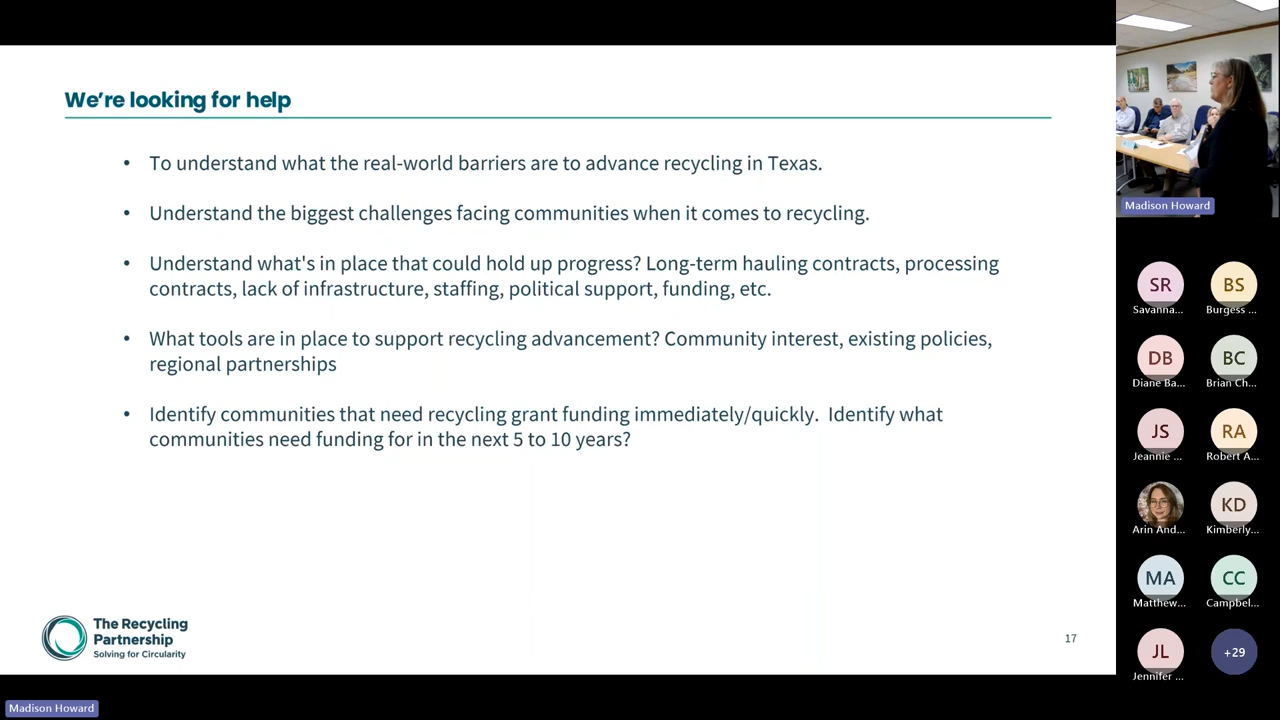 We're looking for help
• To understand what the real-world barriers are to advance recycling in Texas.
• Understand the biggest challenges facing communities when it comes to recycling.
• Understand what's in place that could hold up progress? Long-term hauling contracts, processing
contracts, lack of infrastructure, staffing, political support, funding, etc.
• What tools are in place to support recycling advancement? Community interest, existing policies,
regional partnerships
• Identify communities that need recycling grant funding immediately/quickly.  Identify what
communities need funding for in the next 5 to 10 years?
The Recycling
Partnership
Solving for Circularity
17
Madison Howard
Madison Howard
SR
Savanna...
BS
Burgess ...
DB
Diane Ba...
BC
Brian Ch...
JS
Jeannie ...
RA
Robert A...
Arin And...
KD
Kimberly...
MA
Matthew...
CC
Campbel...
JL
Jennifer ...
+29